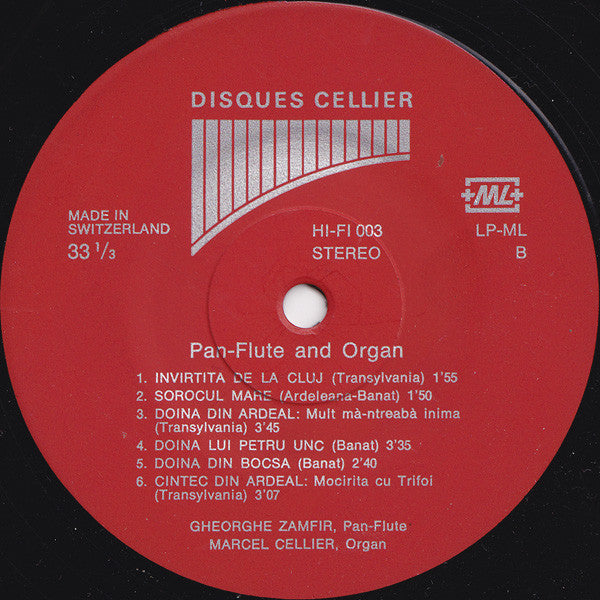 DISQUES CELLIER
MADE IN
SWITZERLAND
33 1/3
HI-FI 003
STEREO
+ML+
LP-ML
B
Pan-Flute and Organ
1. INVIRTITA DE LA CLUJ (Transylvania) 1'55
2. SOROCUL MARE (Ardeleana-Banat) 1'50
3. DOINA DIN ARDEAL: Mult mà-ntreabà inima
(Transylvania) 3'45
4. DOINA LUI PETRU UNC (Banat) 3'35
5. DOINA DIN BOCSA (Banat) 2'40
6. CINTEC DIN ARDEAL: Mocirita cu Trifoi
(Transylvania) 3'07
GHEORGHE ZAMFIR, Pan-Flute
MARCEL CELLIER, Organ